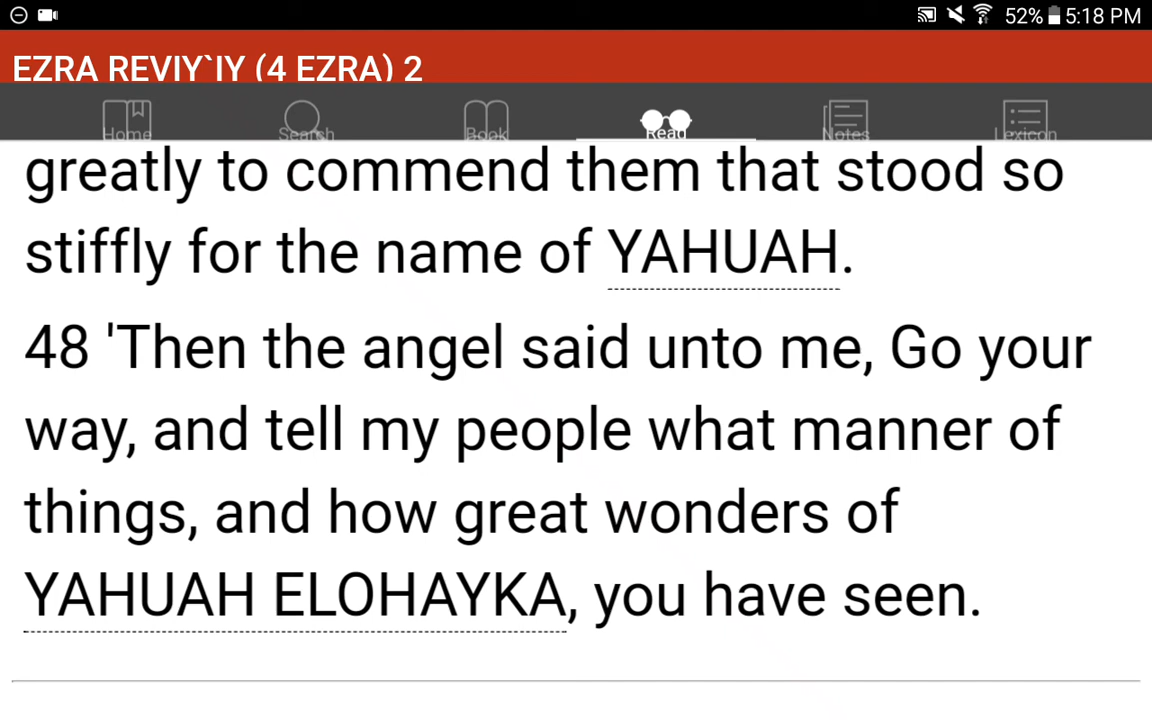 52% 5:18 PM
EZRA REVIY`IY (4 EZRA) 2
Home Search Book Read Notes Lexicon
greatly to commend them that stood so
stiffly for the name of YAHUAH.
48 'Then the angel said unto me, Go your
way, and tell my people what manner of
things, and how great wonders of
YAHUAH ELOHAYKA, you have seen.